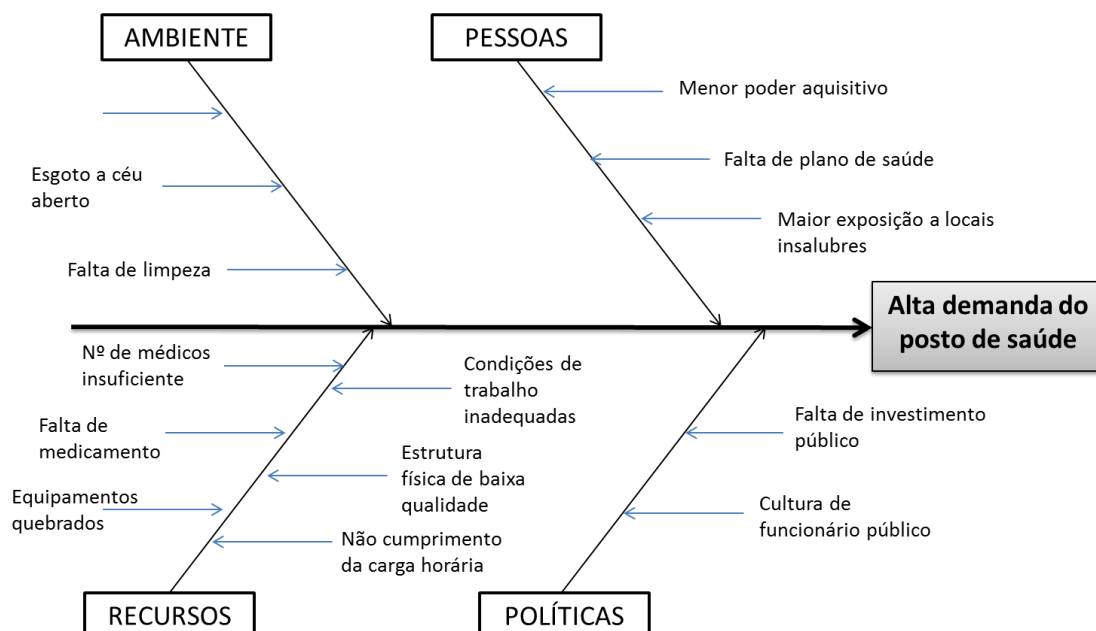 AMBIENTE
PESSOAS
Menor poder aquisitivo
Falta de plano de saúde
Esgoto a céu
aberto
Maior exposição a locais
insalubres
Falta de limpeza
Alta demanda do
posto de saúde
Nº de médicos
insuficiente
Condições de
trabalho
inadequadas
Falta de
medicamento
Falta de investimento
público
Estrutura
física de baixa
qualidade
Equipamentos
quebrados
Cultura de
funcionário público
Não cumprimento
da carga horária
RECURSOS
POLÍTICAS